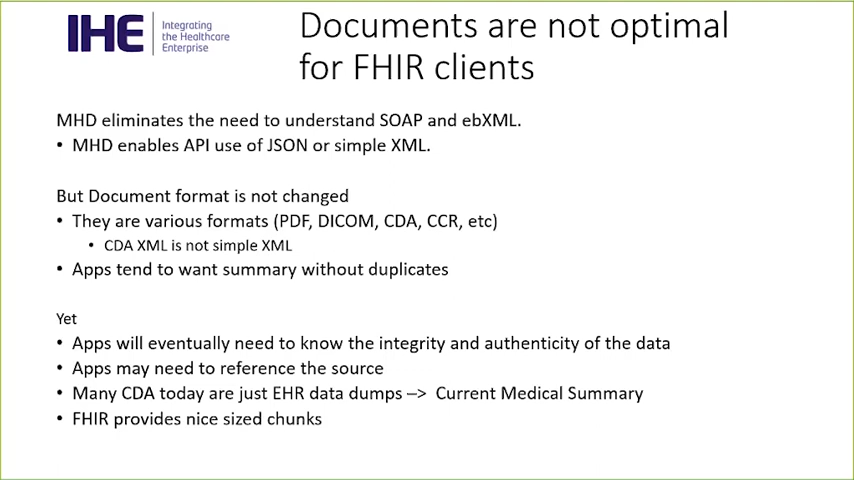 IHE
Integrating
the Healthcare
Enterprise
Documents are not optimal
for FHIR clients
MHD eliminates the need to understand SOAP and ebXML.
• MHD enables API use of JSON or simple XML.
But Document format is not changed
• They are various formats (PDF, DICOM, CDA, CCR, etc)
• CDA XML is not simple XML
• Apps tend to want summary without duplicates
Yet
• Apps will eventually need to know the integrity and authenticity of the data
• Apps may need to reference the source
• Many CDA today are just EHR data dumps –> Current Medical Summary
• FHIR provides nice sized chunks